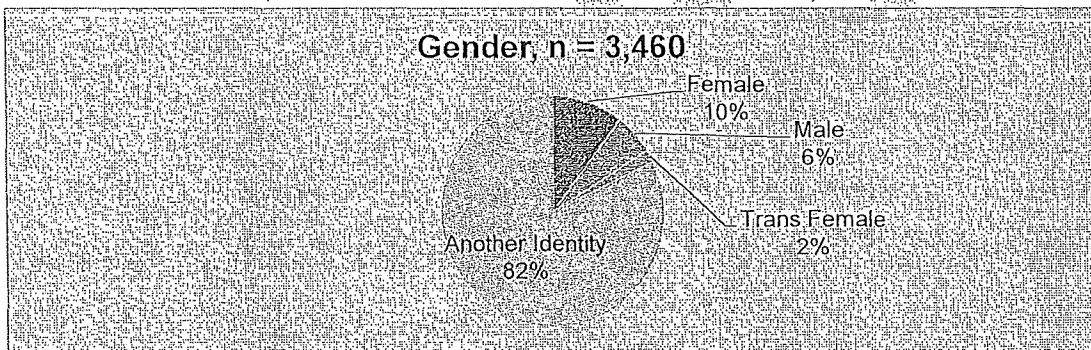 Gender, n = 3,460
Female
10%
Male
6%
Trans Female
2%
Another Identity
82%